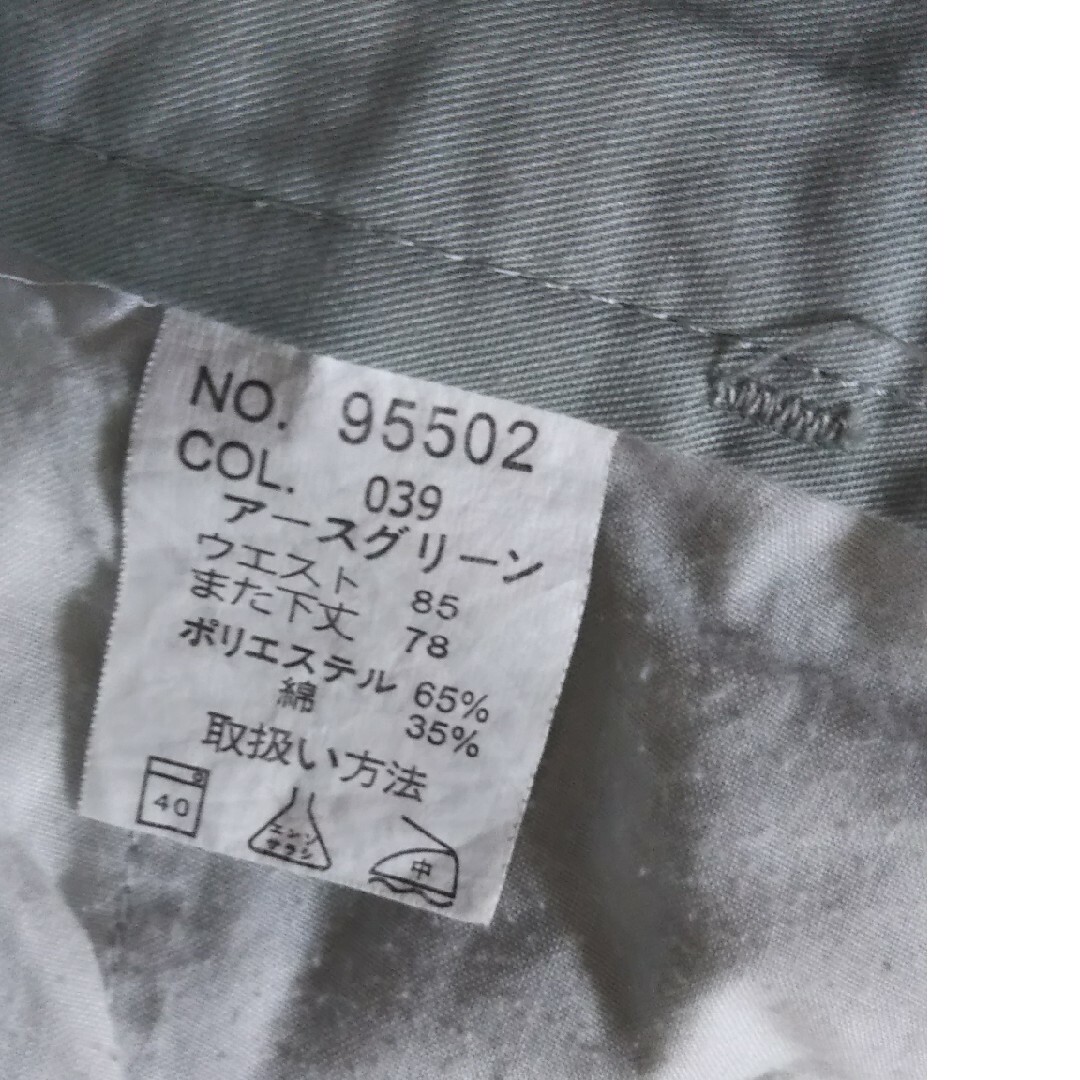 NO. 95502
COL. 039
アースグリーン
ウエスト 85
また下丈 78
ポリエステル 65%
綿 35%
取扱い方法
40
エンソ
サラシ
中